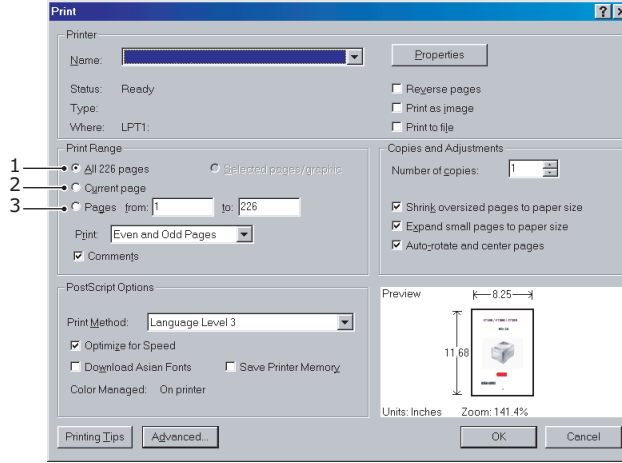 Print
Printer
Name:
Properties
Status: Ready
Reverse pages
Type:
Print as image
Where: LPT1:
Print to file
Print Range
Copies and Adjustments
1 All 226 pages Selected pages/graphic
Number of copies: 1
2 Current page
3 Pages from: 1 to: 226
Shrink oversized pages to paper size
Print: Even and Odd Pages
Expand small pages to paper size
Comments
Auto-rotate and center pages
PostScript Options
Preview
8.25
Print Method: Language Level 3
Optimize for Speed
11.68
Download Asian Fonts Save Printer Memory
Color Managed: On printer
Units: Inches Zoom: 141.4%
Printing Tips Advanced... OK Cancel